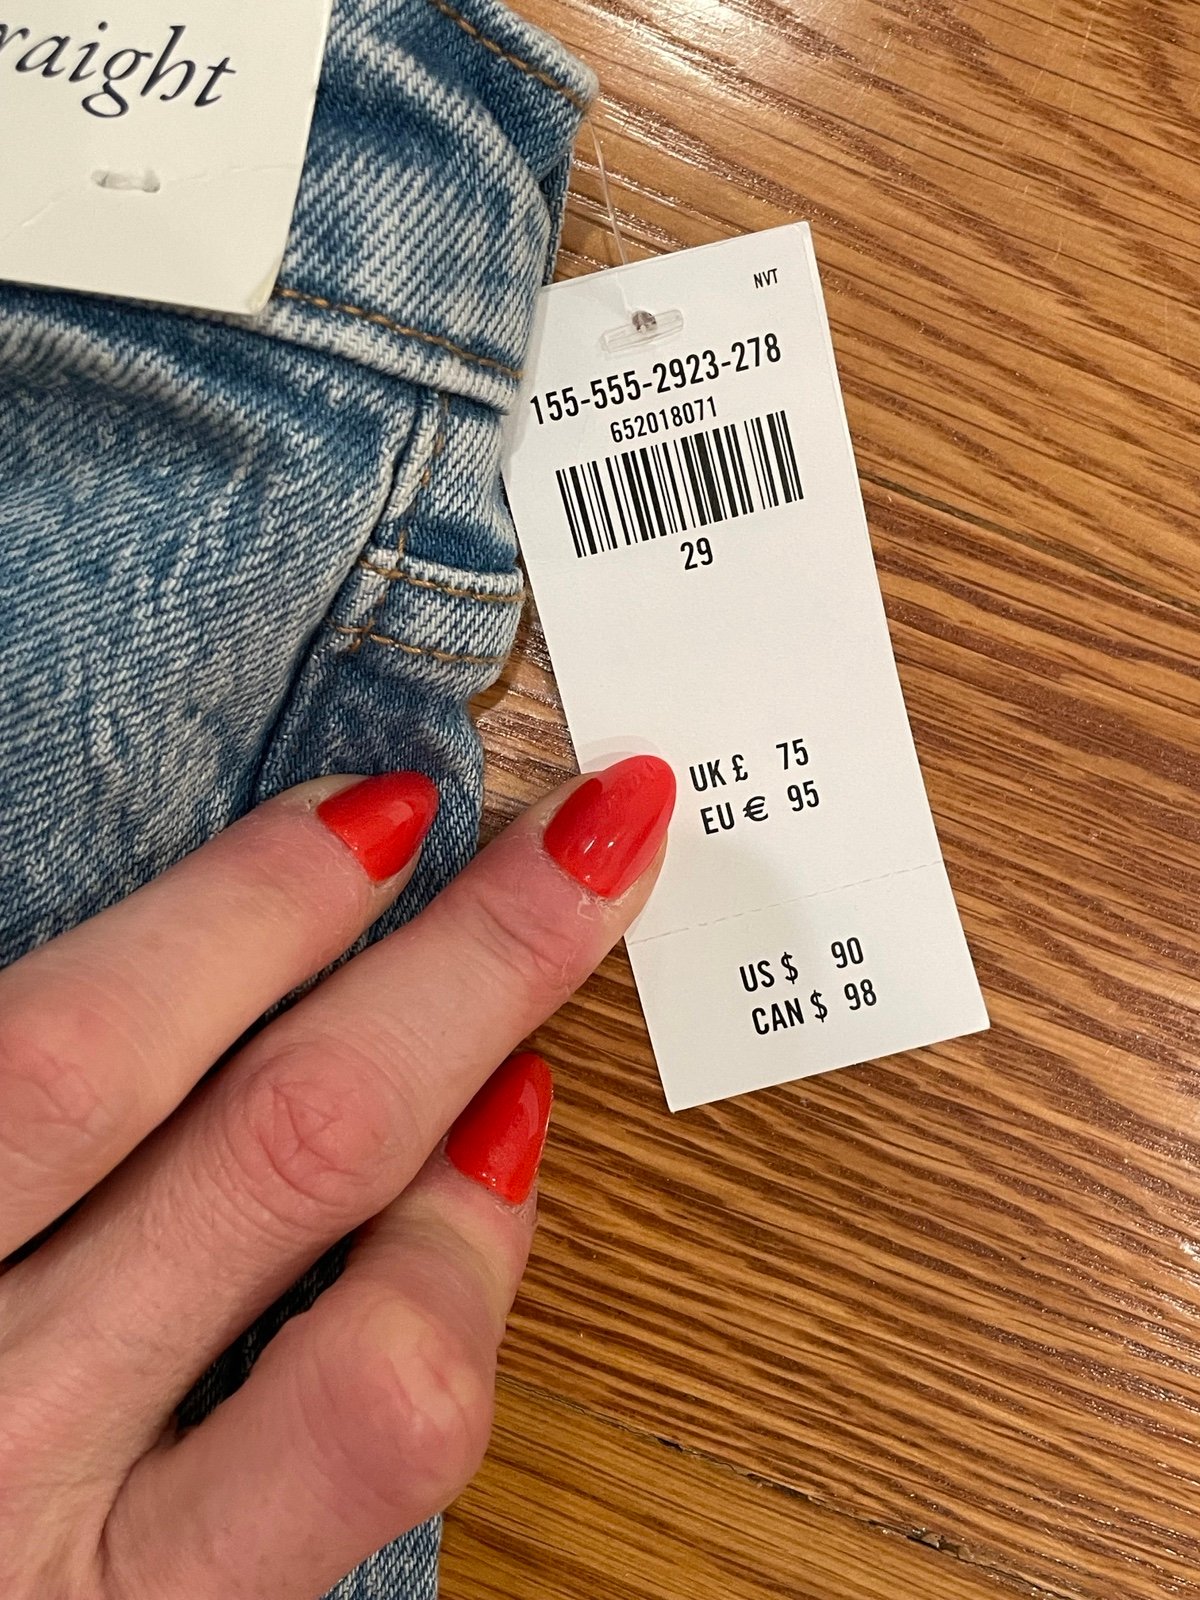 raight
NVT
155-555-2923-278
652018071
29
UK £ 75
EU € 95
US $ 90
CAN $ 98